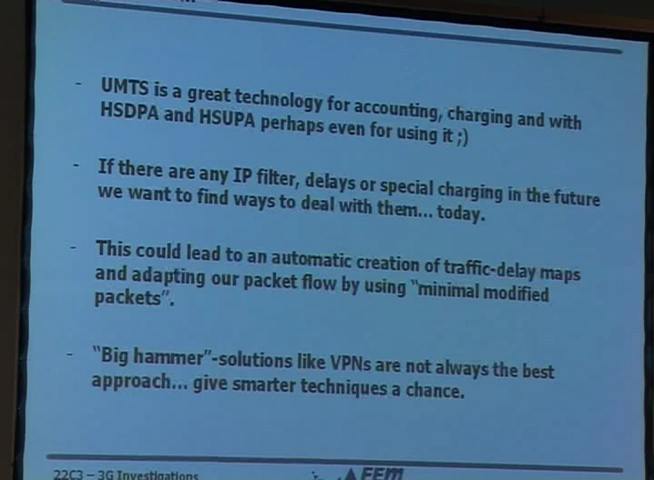 - UMTS is a great technology for accounting, charging and with
HSDPA and HSUPA perhaps even for using it ;)
- If there are any IP filter, delays or special charging in the future
we want to find ways to deal with them... today.
- This could lead to an automatic creation of traffic-delay maps
and adapting our packet flow by using "minimal modified
packets".
- "Big hammer"-solutions like VPNs are not always the best
approach... give smarter techniques a chance.
22C3 – 3G Investigations
FEM